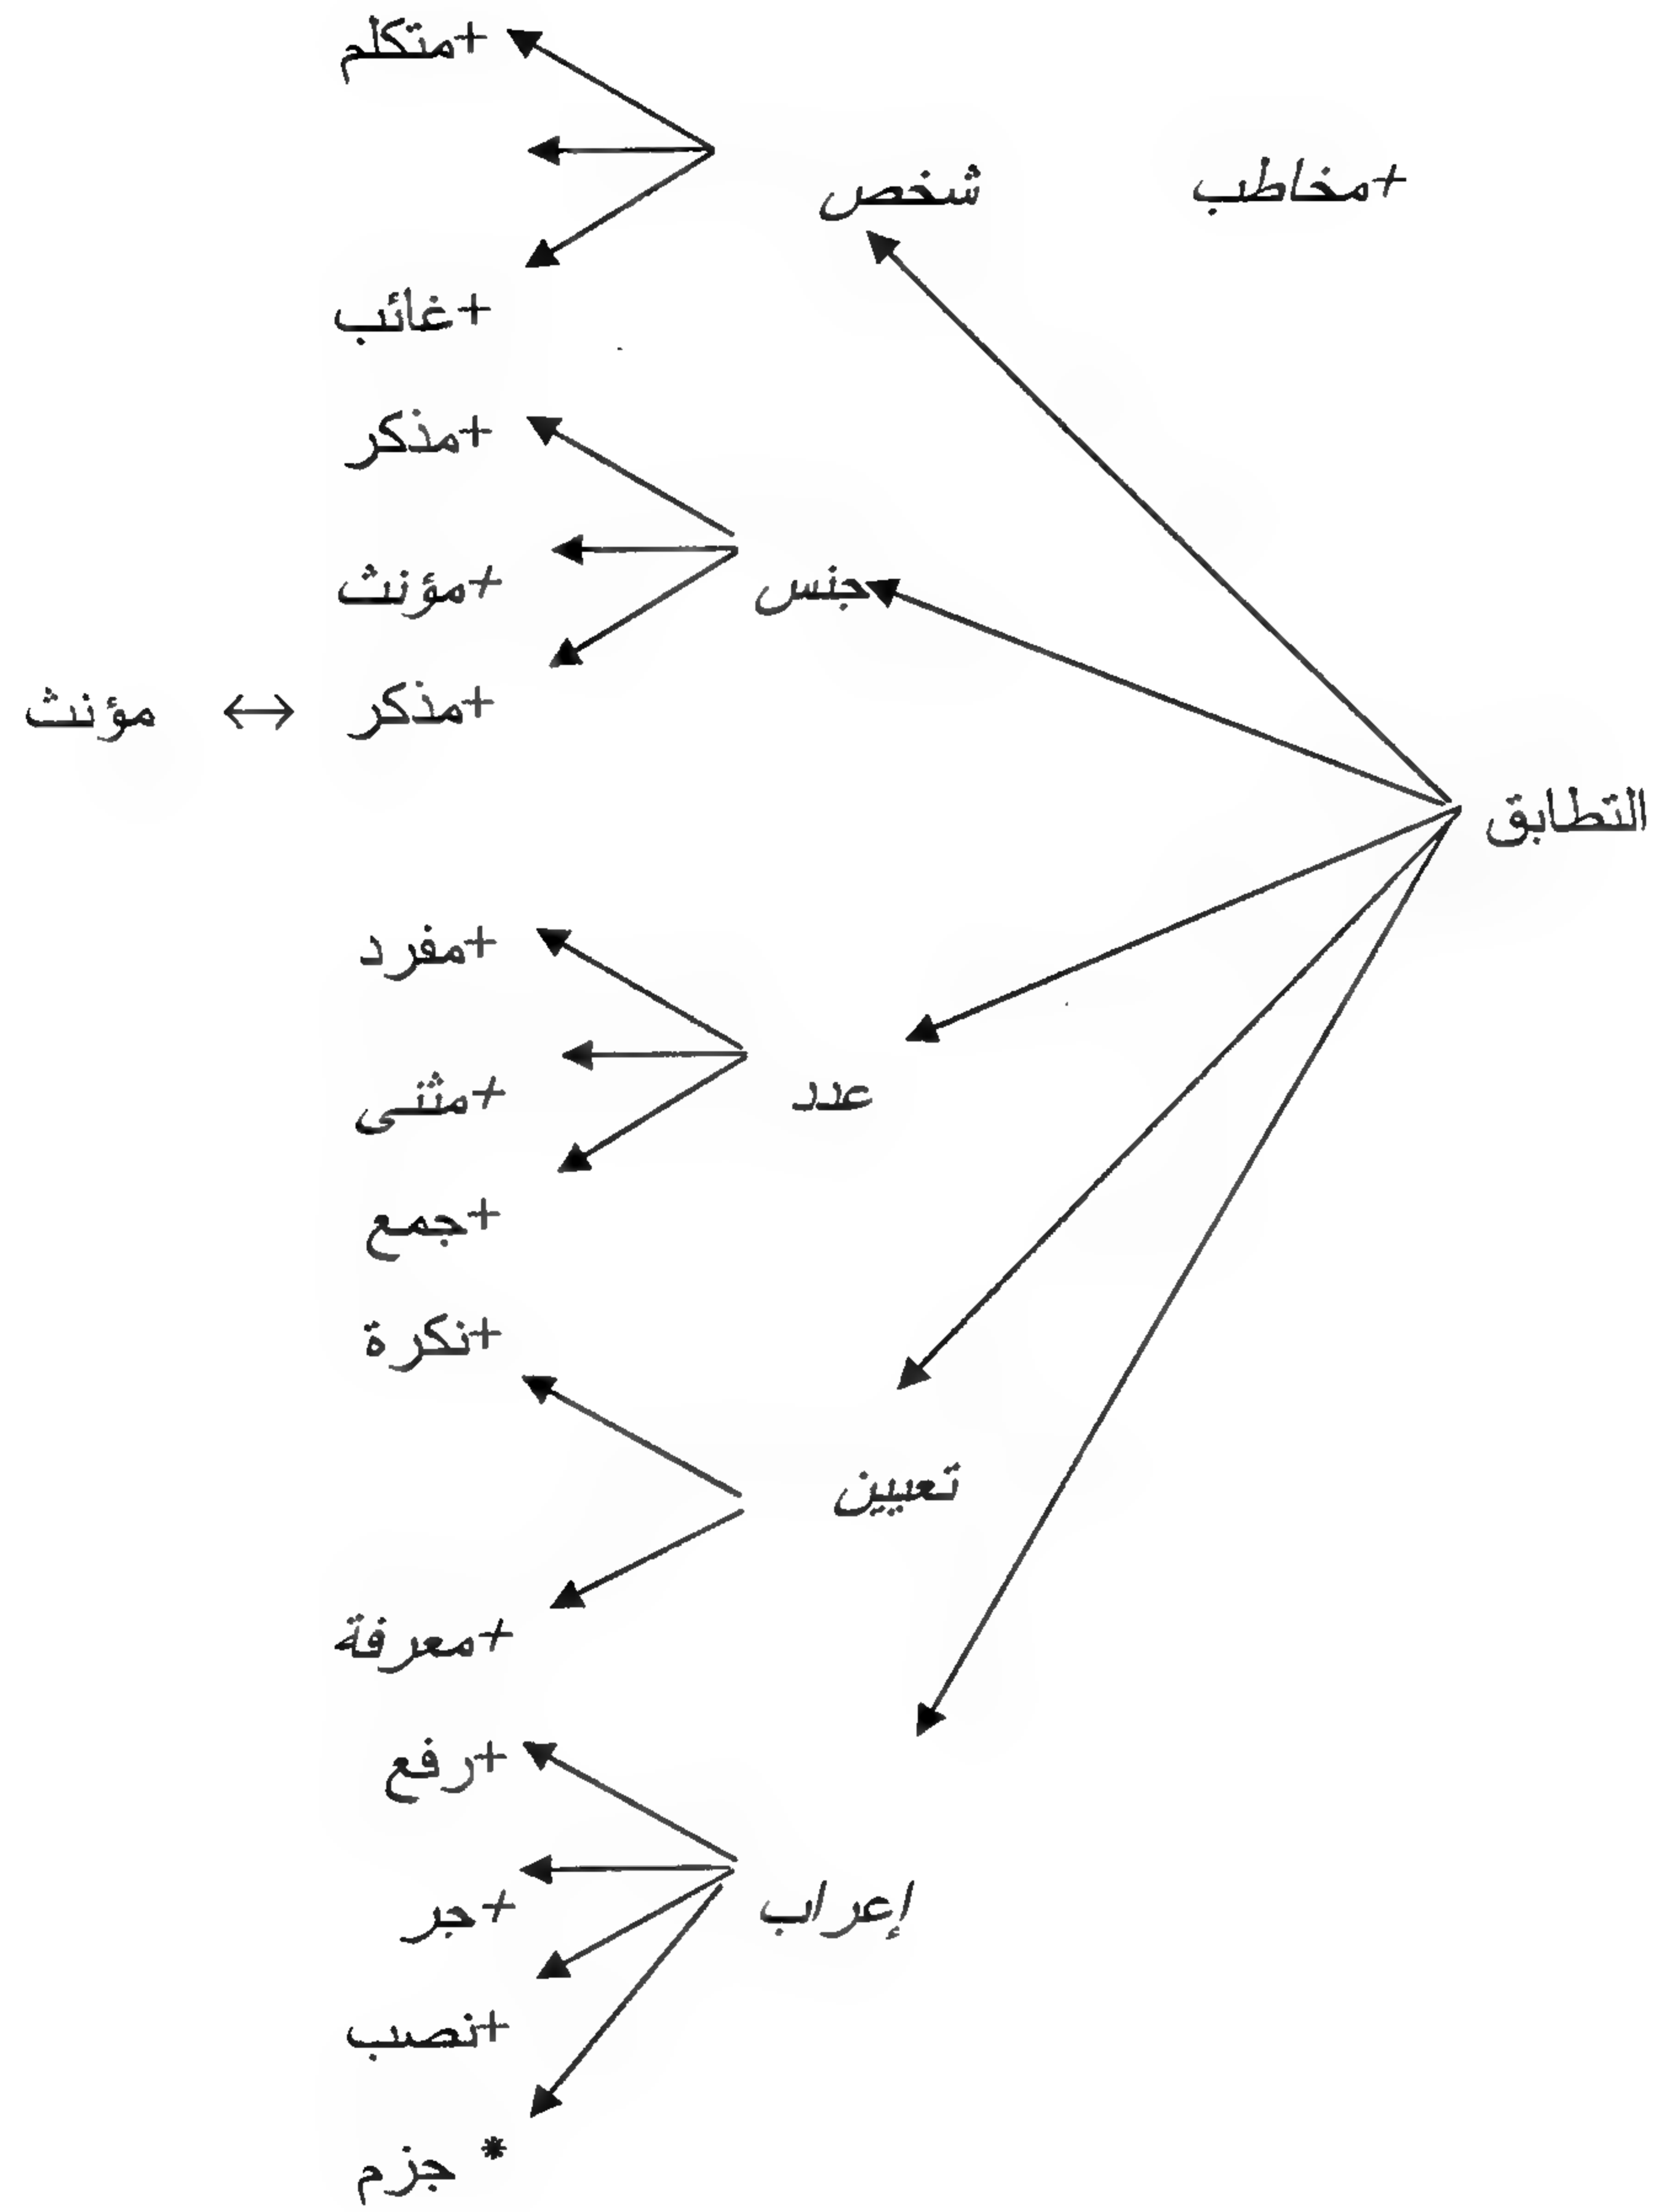 +متكلم
+مخاطب شخص
+غائب
+مذكر
جنس +مؤنث
+مذكر ↔ مؤنث
التطابق
+مفرد
عدد +مثنى
+جمع
+نكرة
تعيين
+معرفة
+رفع
إعراب +جر
+نصب
* جزم